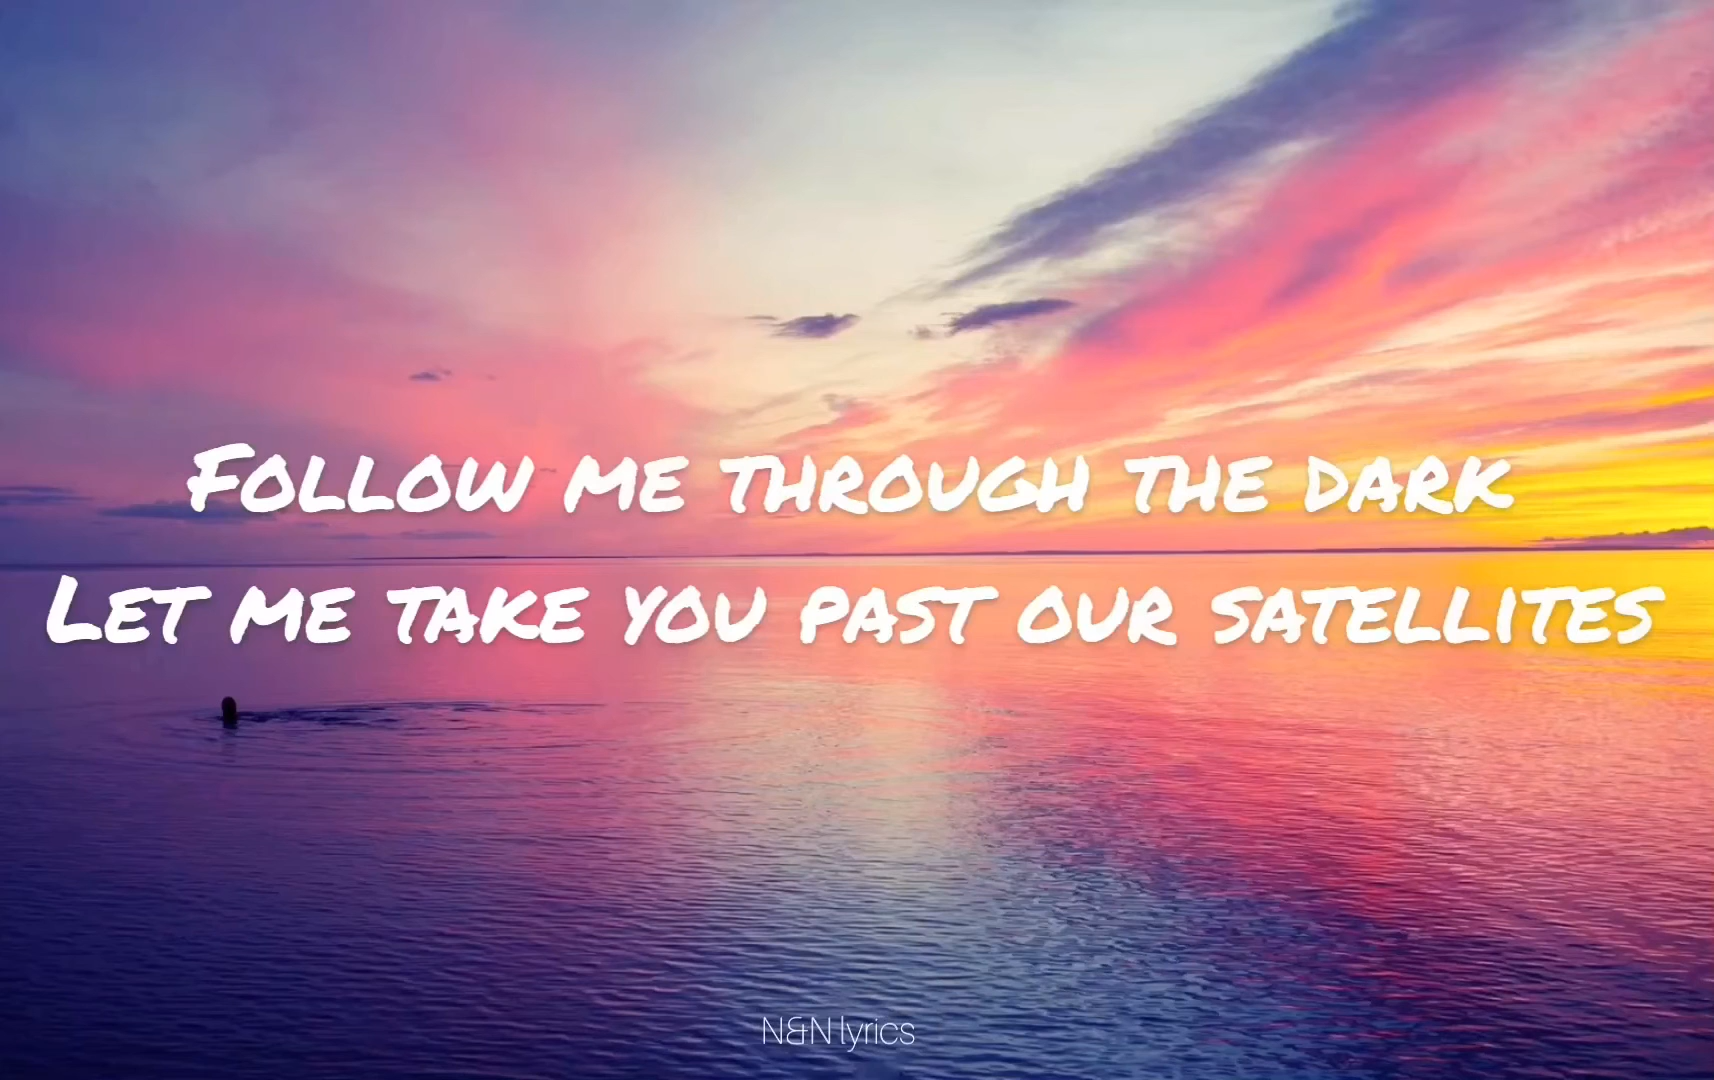 Follow me through the dark
Let me take you past our satellites
N&N lyrics